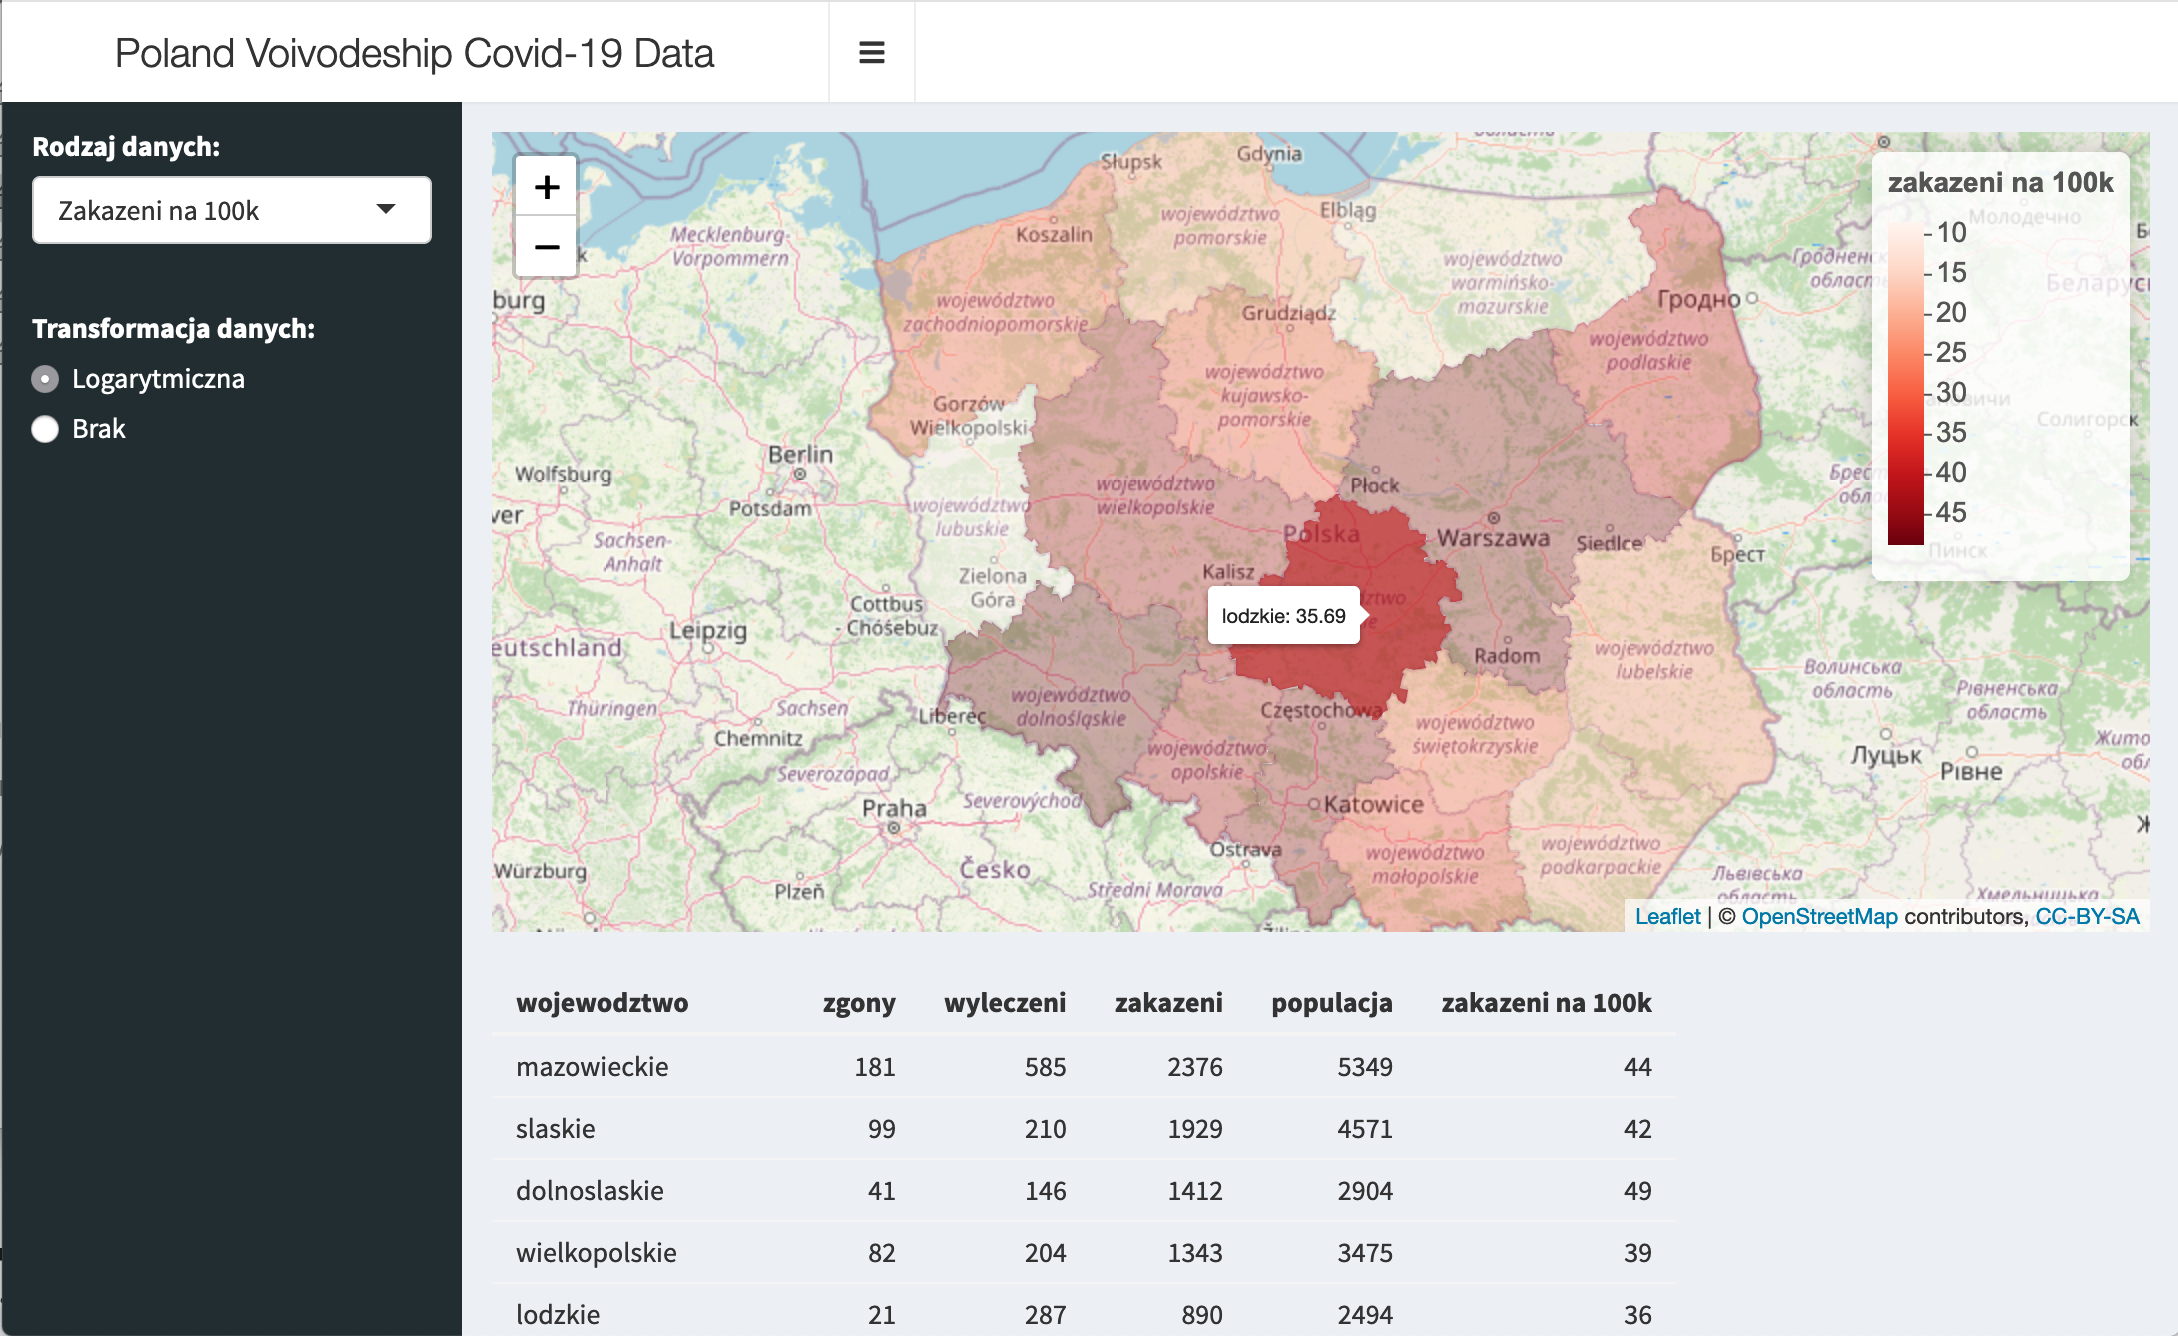 Poland Voivodeship Covid-19 Data
Rodzaj danych:
Zakazeni na 100k
Transformacja danych:
Logarytmiczna
Brak
+
−
Słupsk
Gdynia
Koszalin
Elbląg
Mecklenburg-
Vorpommern
województwo
pomorskie
województwo
warmińsko-
mazurskie
burg
województwo
zachodniopomorskie
Grudziądz
Гродно
województwo
podlaskie
województwo
kujawsko-
pomorskie
Gorzów
Wielkopolski
Berlin
Wolfsburg
Potsdam
ver
województwo
lubuskie
województwo
wielkopolskie
Płock
Polska
Warszawa
Siedlce
Брест
Sachsen-
Anhalt
Zielona
Góra
Kalisz
lodzkie: 35.69
Cottbus
- Chóśebuz
Leipzig
eutschland
Radom
województwo
lubelskie
Волинська
область
Рівненська
область
Thüringen
Sachsen
Chemnitz
Liberec
województwo
dolnośląskie
Częstochowa
województwo
świętokrzyskie
województwo
opolskie
Луцьк
Рівне
Severozápad
Praha
Severovýchod
Katowice
Würzburg
Česko
Plzeň
Ostrava
Střední Morava
województwo
małopolskie
województwo
podkarpackie
Львівська
область
Хмельницька
zakazeni na 100k
10
15
20
25
30
35
40
45
Молодечно
Солигорск
Пинск
Leaflet | © OpenStreetMap contributors, CC-BY-SA
wojewodztwo zgony wyleczeni zakazeni populacja zakazeni na 100k
mazowieckie 181 585 2376 5349 44
slaskie 99 210 1929 4571 42
dolnoslaskie 41 146 1412 2904 49
wielkopolskie 82 204 1343 3475 39
lodzkie 21 287 890 2494 36